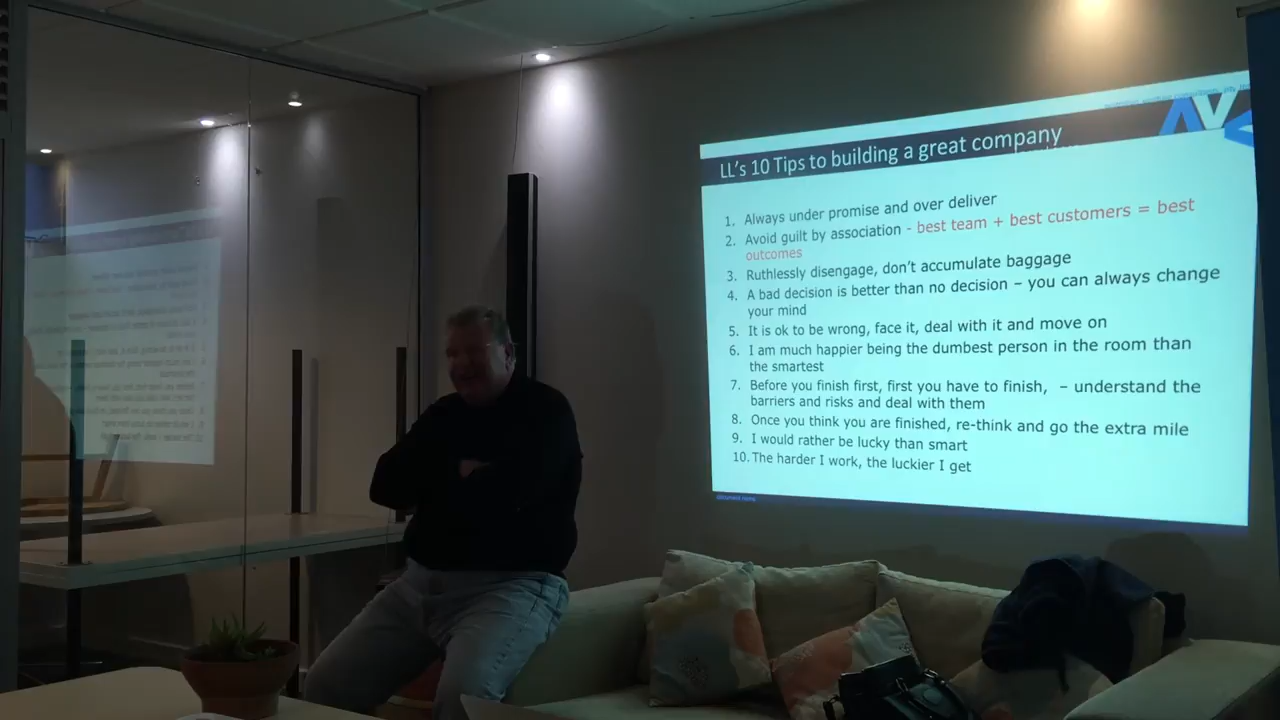 LL's 10 Tips to building a great company
1. Always under promise and over deliver
2. Avoid guilt by association - best team + best customers = best
outcomes
3. Ruthlessly disengage, don't accumulate baggage
4. A bad decision is better than no decision – you can always change
your mind
5. It is ok to be wrong, face it, deal with it and move on
6. I am much happier being the dumbest person in the room than
the smartest
7. Before you finish first, first you have to finish, – understand the
barriers and risks and deal with them
8. Once you think you are finished, re-think and go the extra mile
9. I would rather be lucky than smart
10. The harder I work, the luckier I get